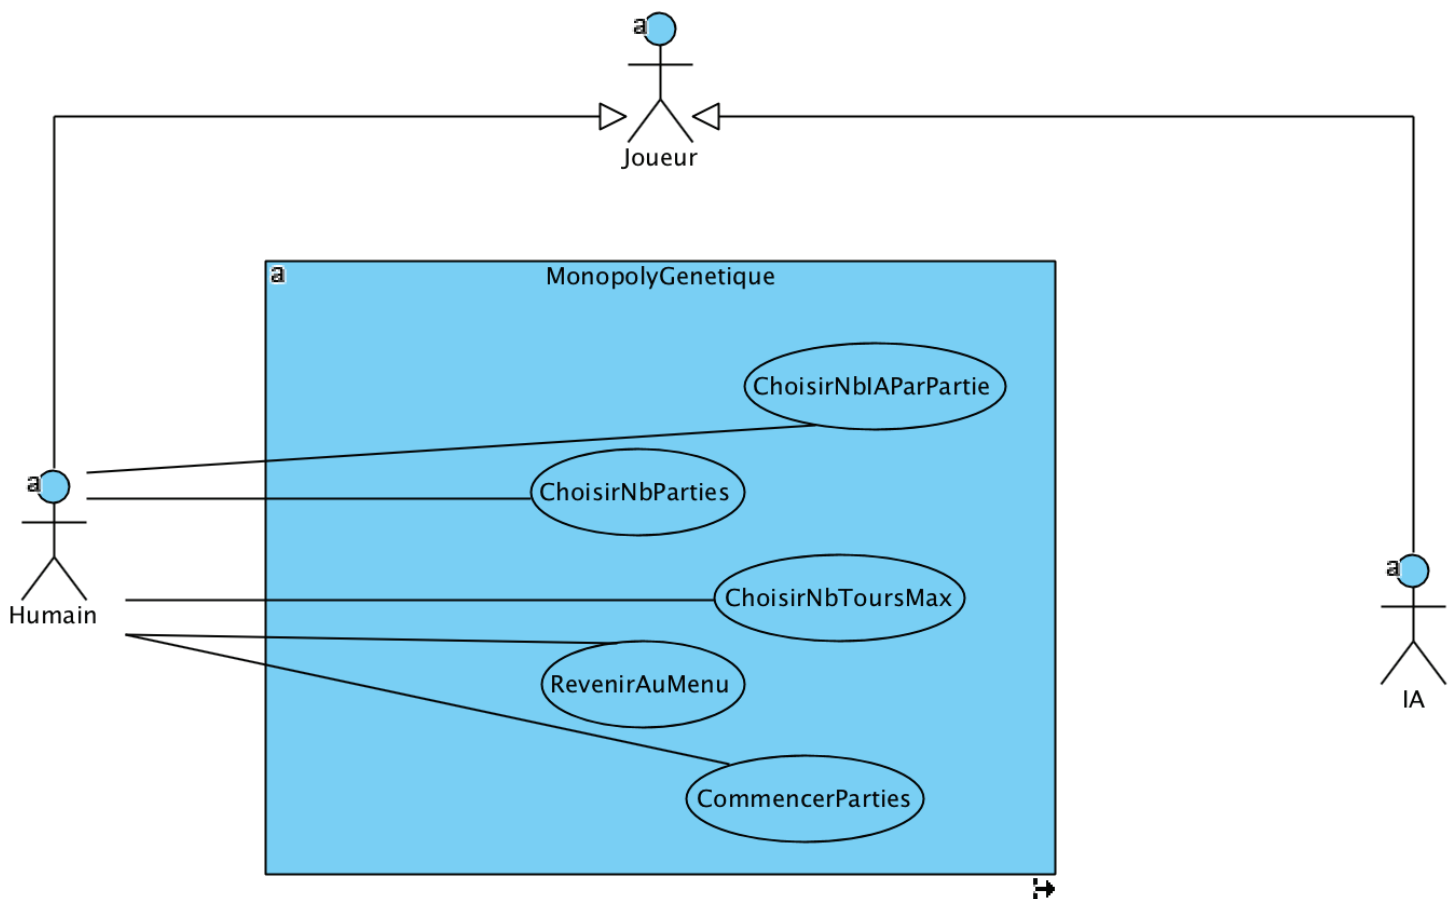 a
Joueur
a
MonopolyGenetique
ChoisirNbIAParPartie
a
ChoisirNbParties
Humain
ChoisirNbToursMax
a
RevenirAuMenu
IA
CommencerParties